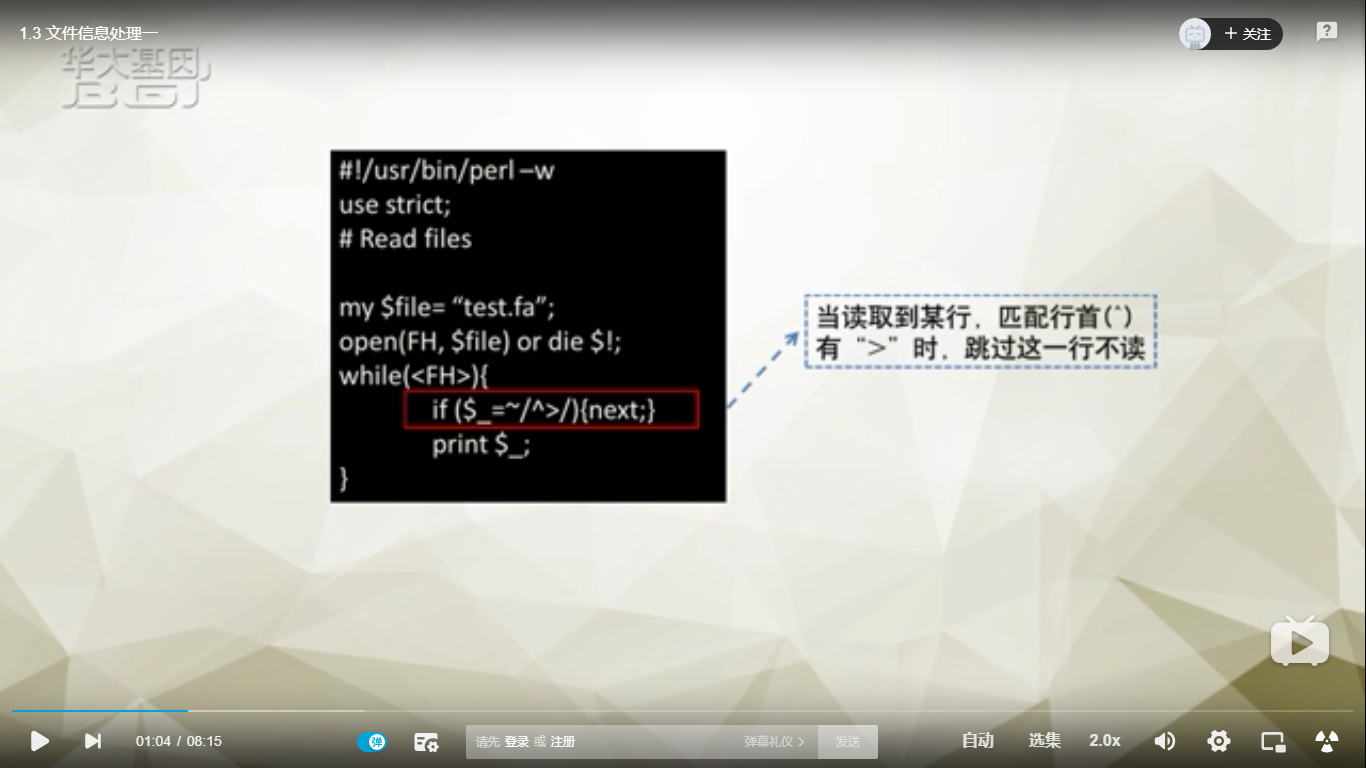 1.3 文件信息处理一
+ 关注
?
华大基因
BGI
#!/usr/bin/perl –w
use strict;
# Read files
my $file= “test.fa”;
open(FH, $file) or die $!;
while(<FH>){
if ($_=~/^>/){next;}
print $_;
}
当读取到某行，匹配行首(^)
有“>”时，跳过这一行不读
01:04 / 08:15
弹
请先 登录 或 注册
弹幕礼仪 >
发送
自动
选集
2.0x